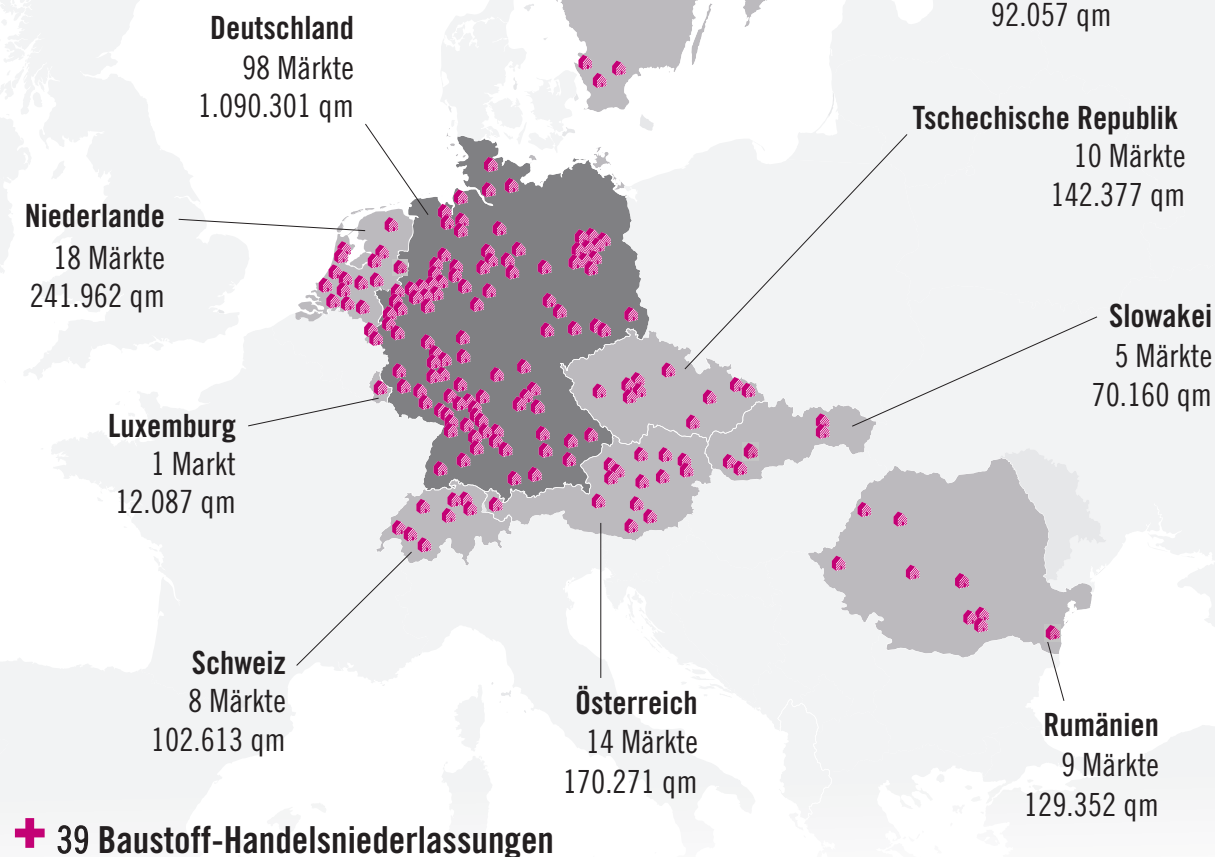 92.057 qm
Deutschland
98 Märkte
1.090.301 qm
Tschechische Republik
10 Märkte
142.377 qm
Niederlande
18 Märkte
241.962 qm
Slowakei
5 Märkte
70.160 qm
Luxemburg
1 Markt
12.087 qm
Schweiz
8 Märkte
102.613 qm
Österreich
14 Märkte
170.271 qm
Rumänien
9 Märkte
129.352 qm
+ 39 Baustoff-Handelsniederlassungen